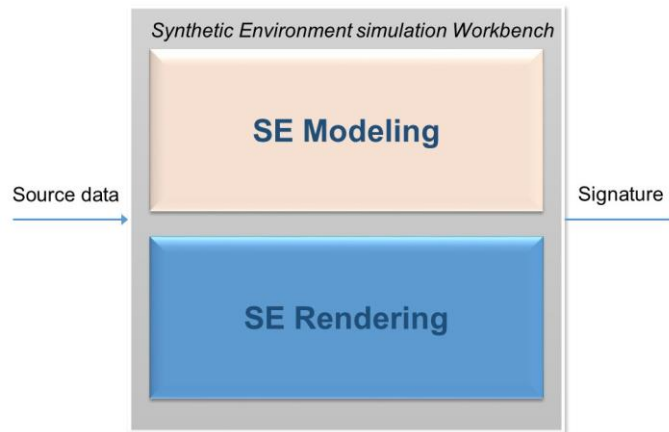 Synthetic Environment simulation Workbench
SE Modeling
Source data
Signature
SE Rendering